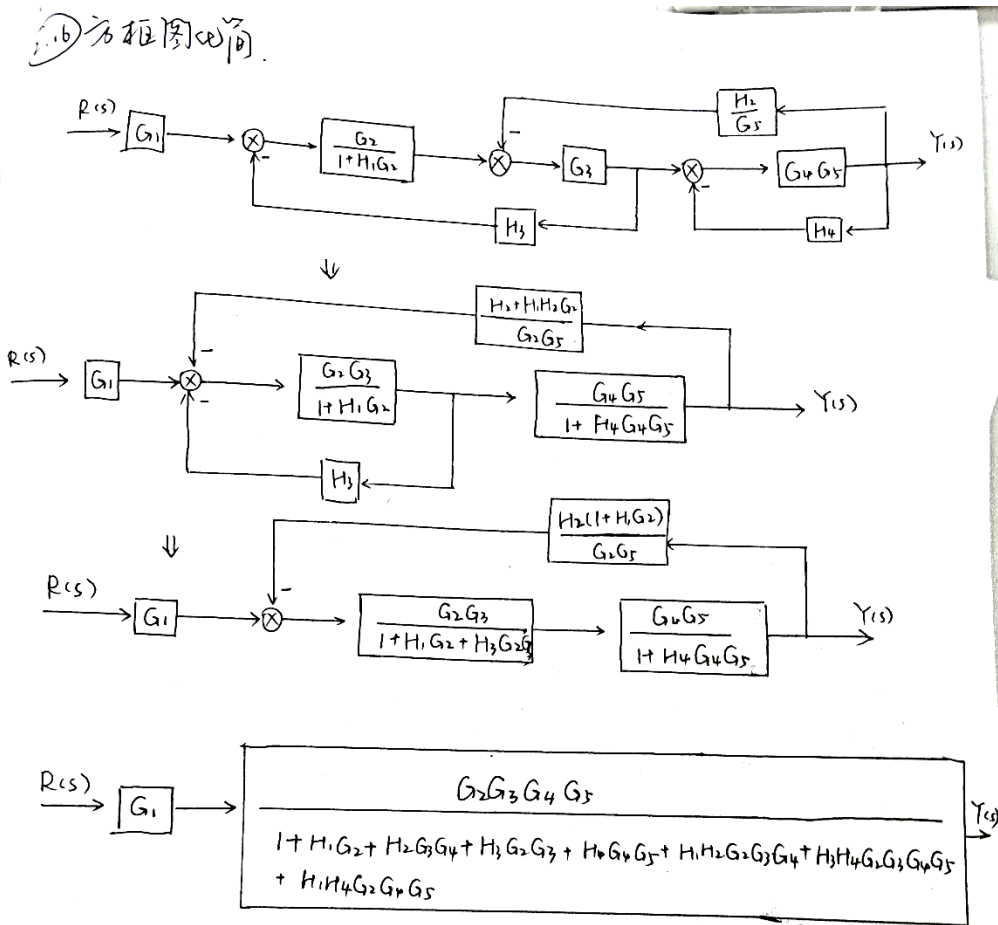 2.16 方框图化简.
R(s) G1 G2/(1+H1G2) G3 H2/G5 G4G5 Y(s)
H3 H4
⇓
(H2+H1H2G2)/(G2G5)
R(s) G1 G2G3/(1+H1G2) G4G5/(1+H4G4G5) Y(s)
H3
⇓
H2(1+H1G2)/(G2G5)
R(s) G1 G2G3/(1+H1G2+H3G2G3) G4G5/(1+H4G4G5) Y(s)
R(s) G1 G2G3G4G5 Y(s)
1+H1G2+H2G3G4+H3G2G3+H4G4G5+H1H2G2G3G4+H3H4G2G3G4G5
+H1H4G2G4G5